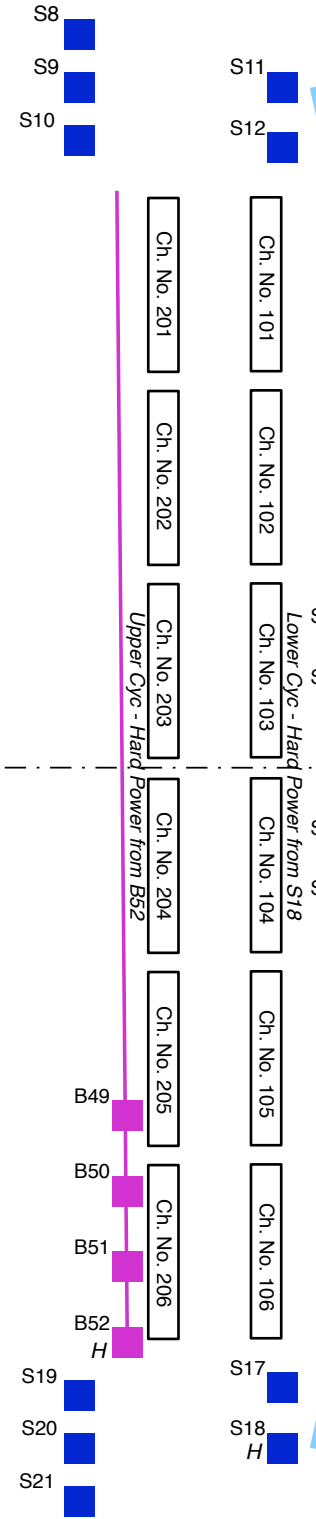 S8
S9
S10
S11
S12
Ch. No. 201
Ch. No. 101
Ch. No. 202
Ch. No. 102
Ch. No. 203
Ch. No. 103
Upper Cyc - Hard Power from B52
Lower Cyc - Hard Power from S18
Ch. No. 204
Ch. No. 104
Ch. No. 205
Ch. No. 105
B49
B50
B51
B52
H
Ch. No. 206
Ch. No. 106
S19
S20
S21
S17
S18
H